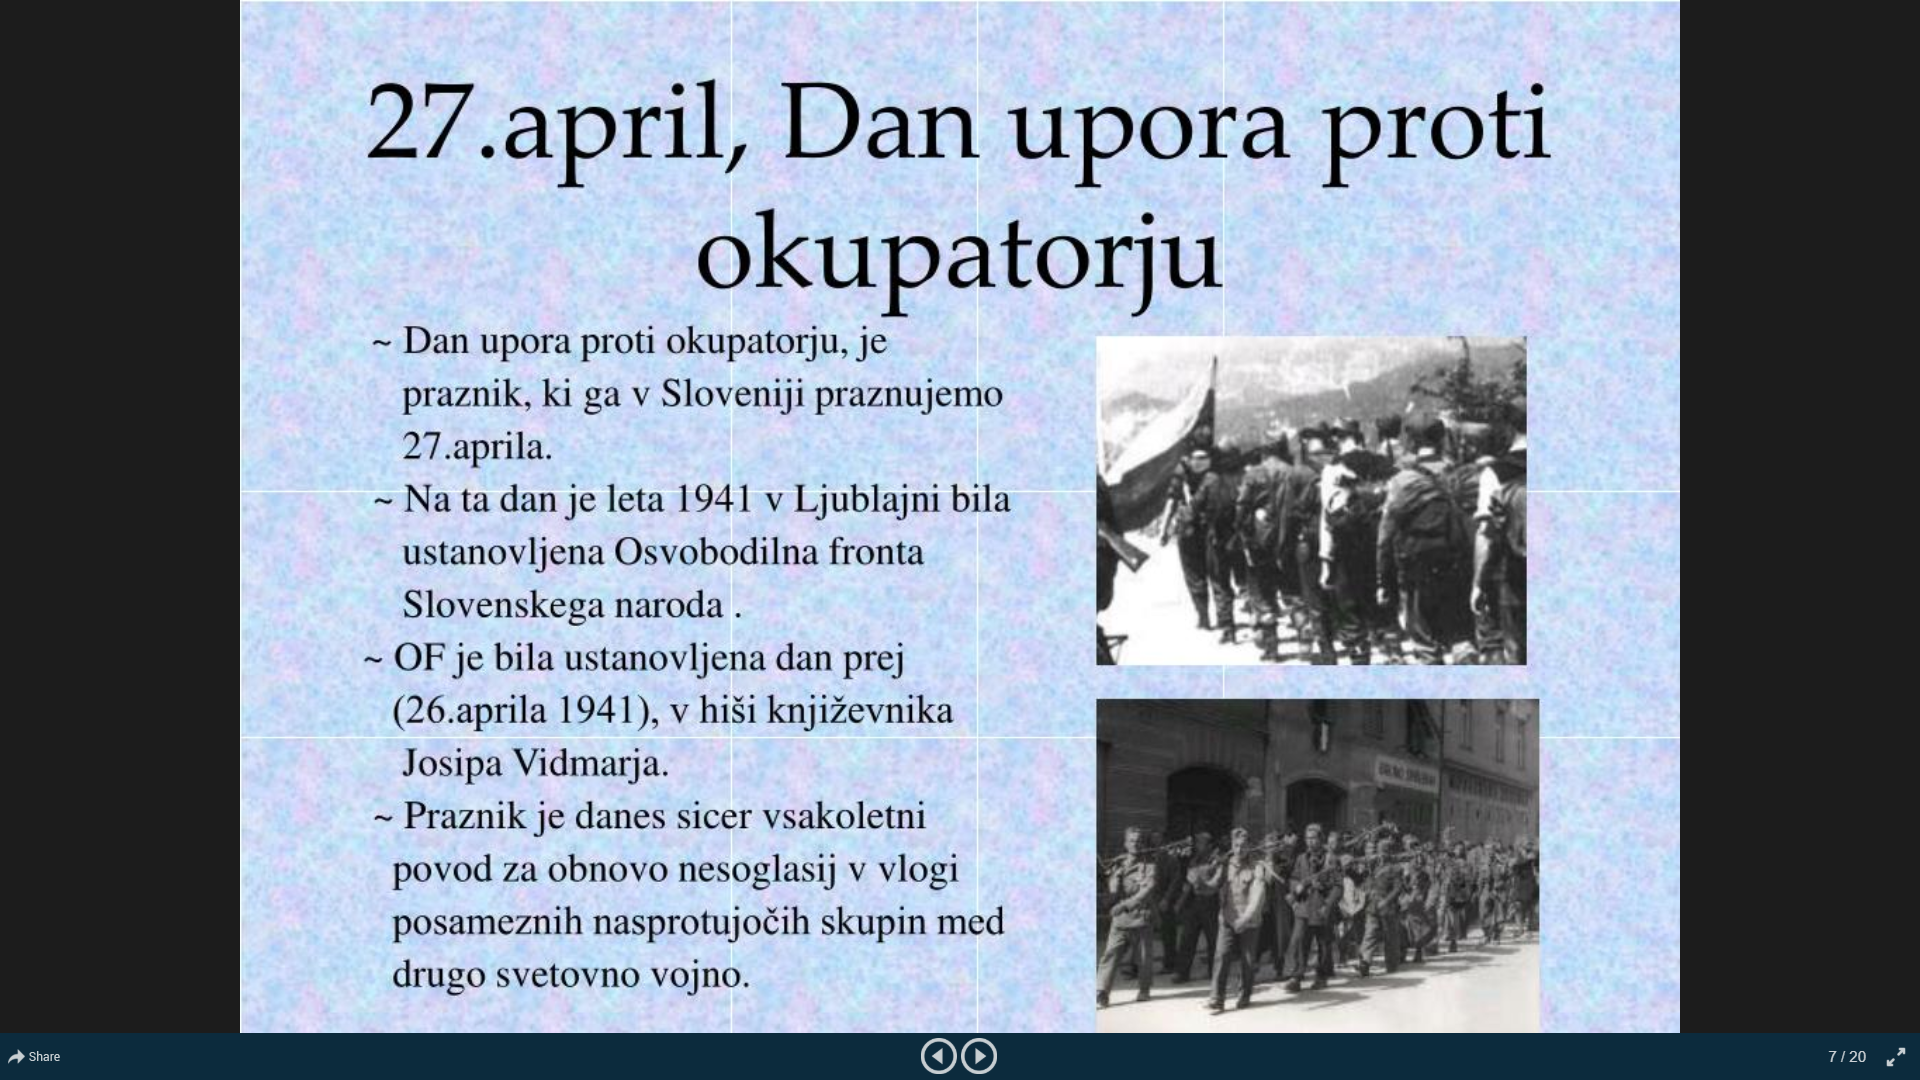 27.april, Dan upora proti
okupatorju
~ Dan upora proti okupatorju, je
praznik, ki ga v Sloveniji praznujemo
27.aprila.
~ Na ta dan je leta 1941 v Ljublajni bila
ustanovljena Osvobodilna fronta
Slovenskega naroda .
~ OF je bila ustanovljena dan prej
(26.aprila 1941), v hiši književnika
Josipa Vidmarja.
~ Praznik je danes sicer vsakoletni
povod za obnovo nesoglasij v vlogi
posameznih nasprotujočih skupin med
drugo svetovno vojno.
Share
7 / 20